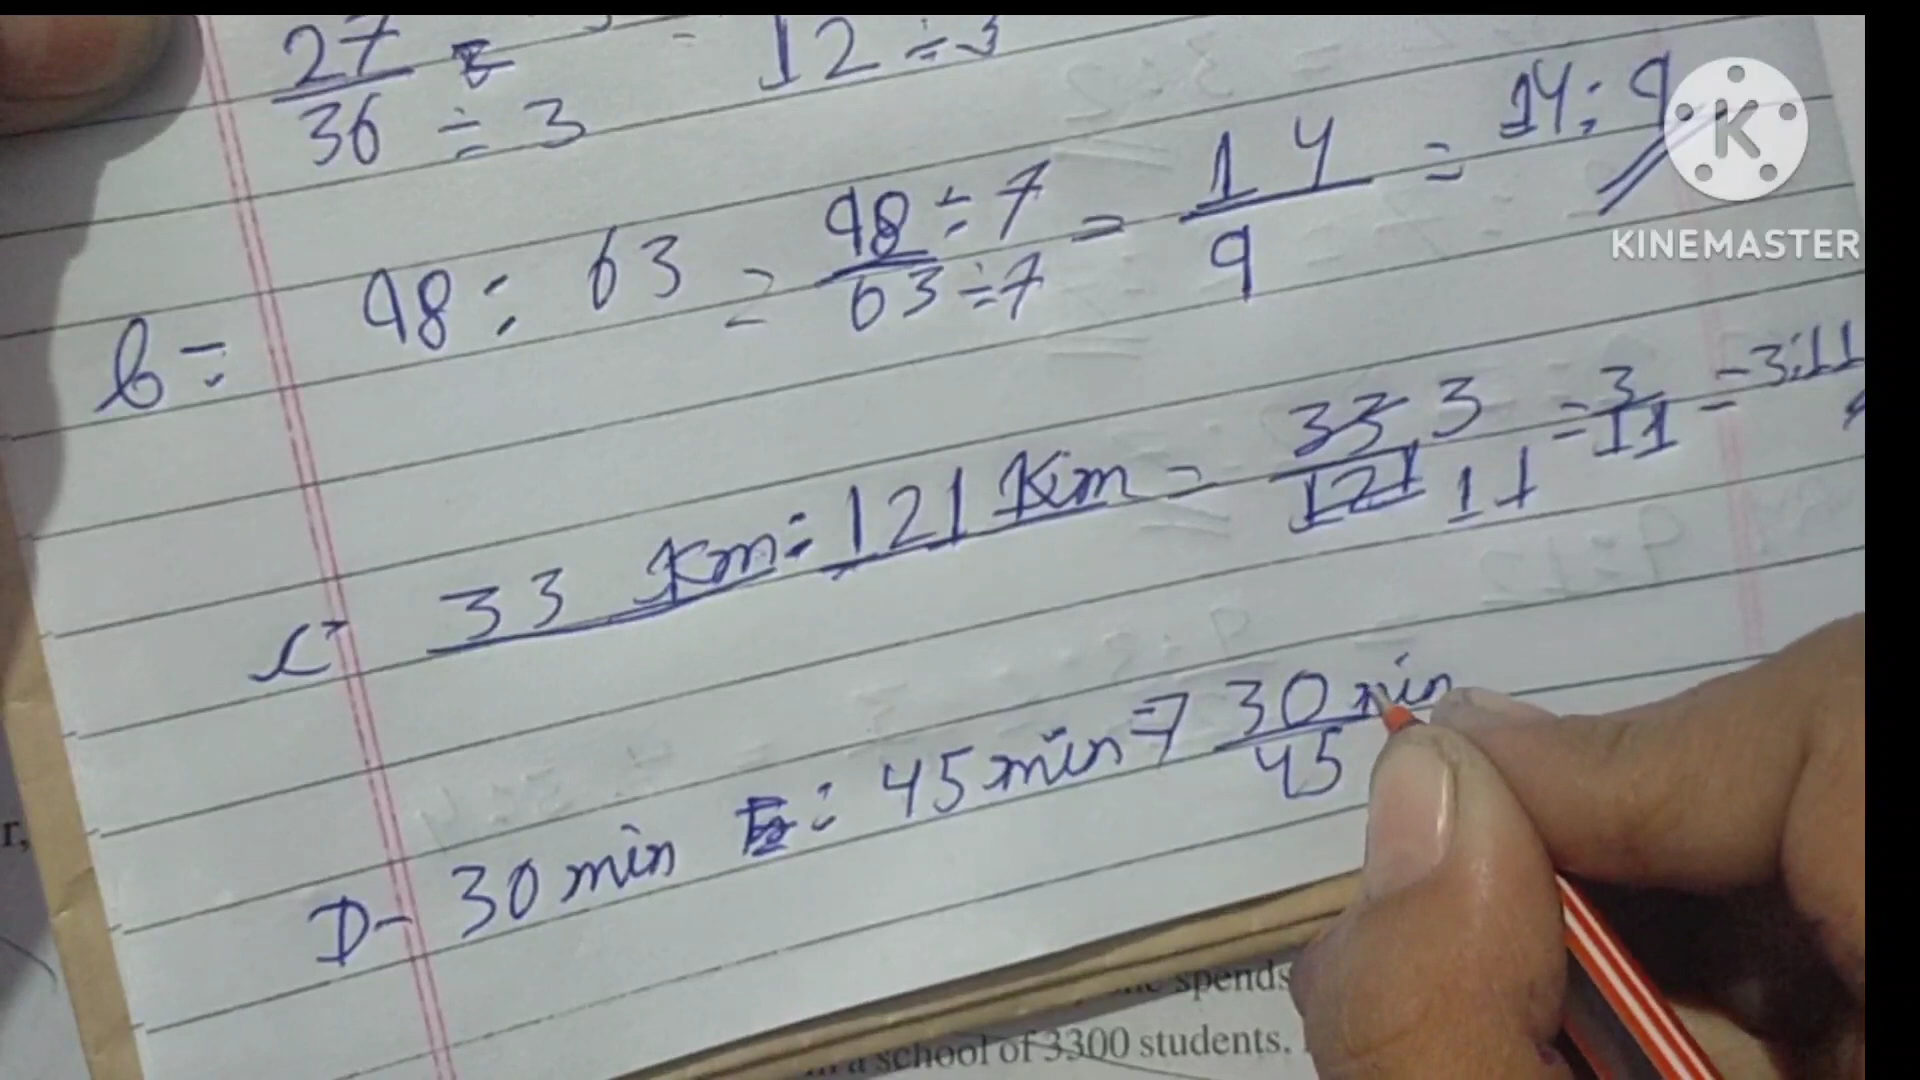 27
36 ÷ 3
12 ÷ 3
b = 98 : 63 = 98 ÷ 7 / 63 ÷ 7 = 14 / 9 = 14 : 9
C 33 Km : 121 Km = 33 3 / 121 11 = 3 / 11 = 3:11
D- 30 min : 45 min => 30 min / 45
KINEMASTER
r,
spends
a school of 3300 students.